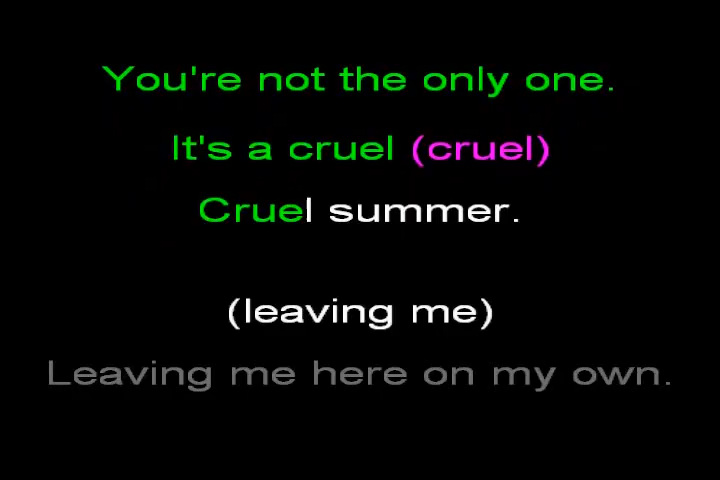 You're not the only one.
It's a cruel (cruel)
Cruel summer.
(leaving me)
Leaving me here on my own.